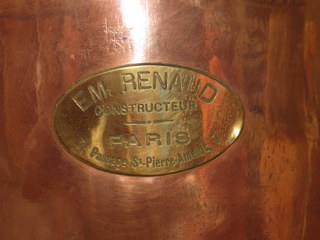 EM. RENAUD
CONSTRUCTEUR
PARIS
Passage St-Pierre-Amelot